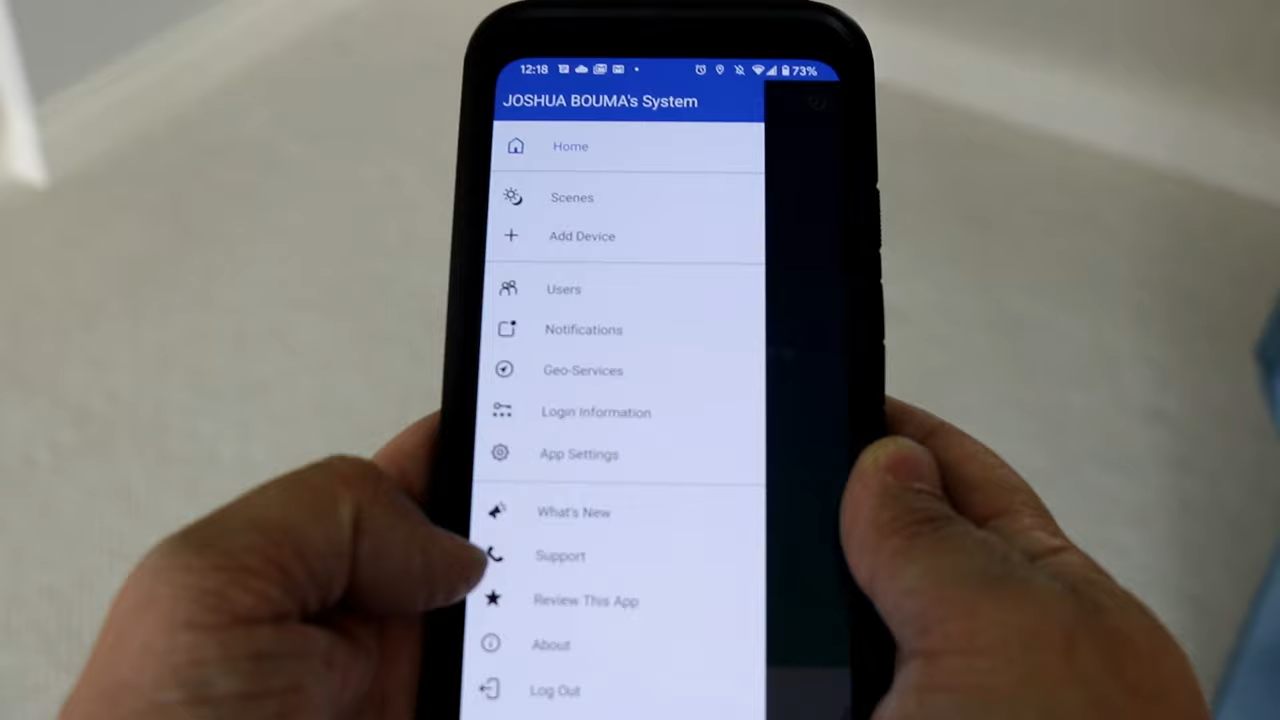 12:18 73%
JOSHUA BOUMA's System
Home
Scenes
Add Device
Users
Notifications
Geo-Services
Login Information
App Settings
What's New
Support
Review This App
About
Log Out